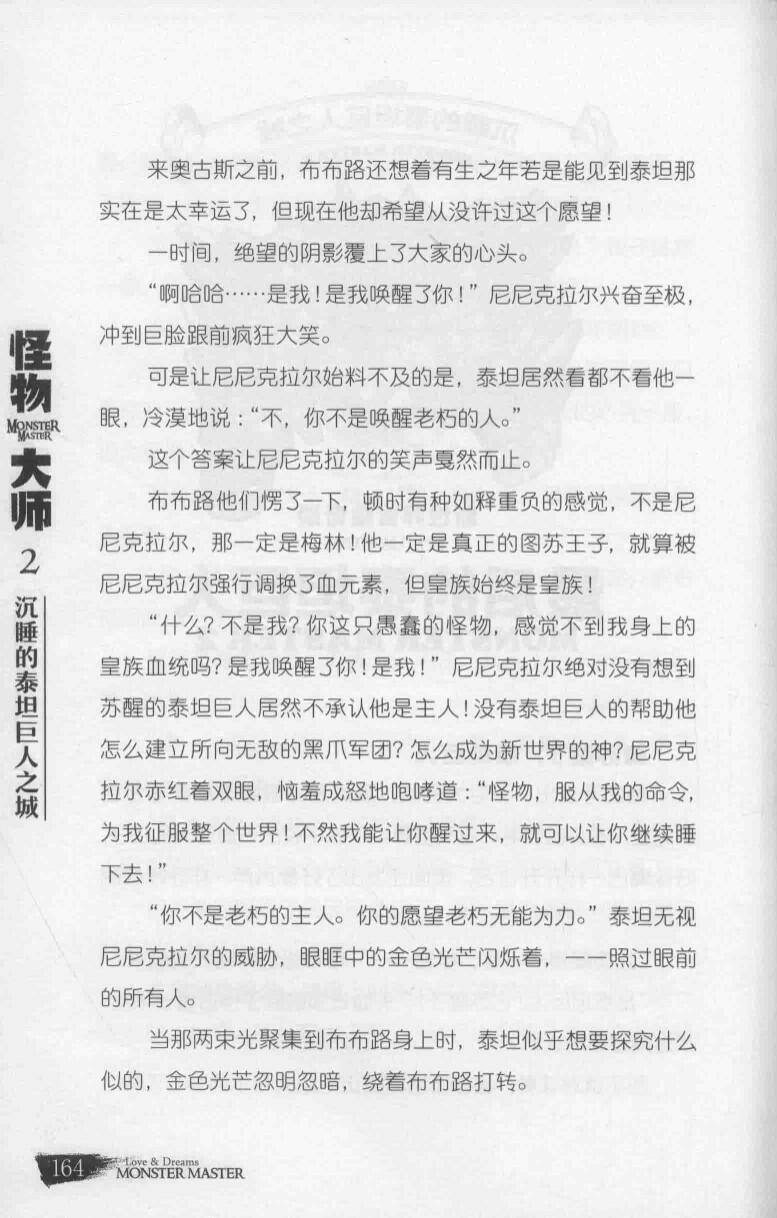 来奥古斯之前，布布路还想着有生之年若是能见到泰坦那
实在是太幸运了，但现在他却希望从没许过这个愿望！
一时间，绝望的阴影覆上了大家的心头。
“啊哈哈……是我！是我唤醒了你！”尼尼克拉尔兴奋至极，
冲到巨脸跟前疯狂大笑。
可是让尼尼克拉尔始料不及的是，泰坦居然看都不看他一
眼，冷漠地说：“不，你不是唤醒老朽的人。”
这个答案让尼尼克拉尔的笑声戛然而止。
布布路他们愣了一下，顿时有种如释重负的感觉，不是尼
尼克拉尔，那一定是梅林！他一定是真正的图苏王子，就算被
尼尼克拉尔强行调换了血元素，但皇族始终是皇族！
“什么？不是我？你这只愚蠢的怪物，感觉不到我身上的
皇族血统吗？是我唤醒了你！是我！”尼尼克拉尔绝对没有想到
苏醒的泰坦巨人居然不承认他是主人！没有泰坦巨人的帮助他
怎么建立所向无敌的黑爪军团？怎么成为新世界的神？尼尼克
拉尔赤红着双眼，恼羞成怒地咆哮道：“怪物，服从我的命令，
为我征服整个世界！不然我能让你醒过来，就可以让你继续睡
下去！”
“你不是老朽的主人。你的愿望老朽无能为力。”泰坦无视
尼尼克拉尔的威胁，眼眶中的金色光芒闪烁着，一一照过眼前
的所有人。
当那两束光聚集到布布路身上时，泰坦似乎想要探究什么
似的，金色光芒忽明忽暗，绕着布布路打转。
怪物
MONSTER
MASTER
大师
2
沉睡的泰坦巨人之城
164
Love & Dreams
MONSTER MASTER